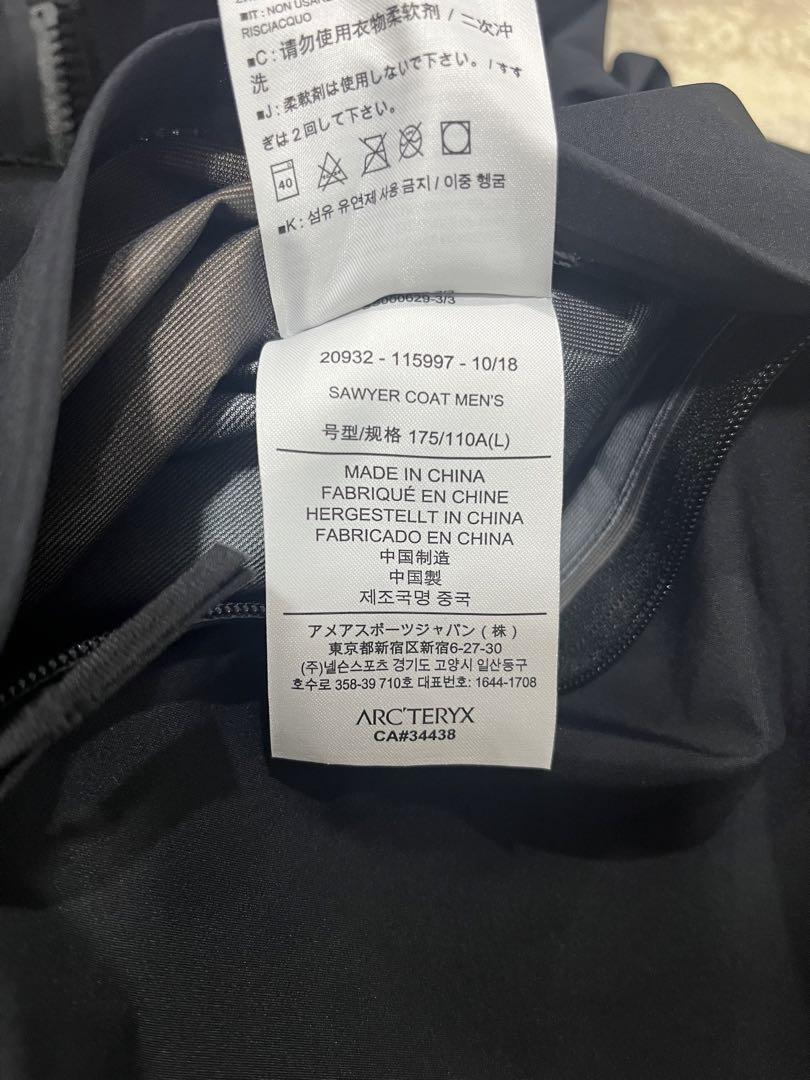 ■IT : NON USARE
RISCIACQUO
■C : 请勿使用衣物柔软剂 / 二次冲
洗
■J : 柔軟剤は使用しないで下さい。/ すす
ぎは2回して下さい。
40
■K : 섬유 유연제 사용 금지 / 이중 헹굼
000629-3/3
20932 - 115997 - 10/18
SAWYER COAT MEN'S
号型/规格 175/110A(L)
MADE IN CHINA
FABRIQUÉ EN CHINE
HERGESTELLT IN CHINA
FABRICADO EN CHINA
中国制造
中国製
제조국명 중국
アメアスポーツジャパン ( 株 )
東京都新宿区新宿6-27-30
(주)넬슨스포츠 경기도 고양시 일산동구
호수로 358-39 710호 대표번호: 1644-1708
ARC'TERYX
CA#34438